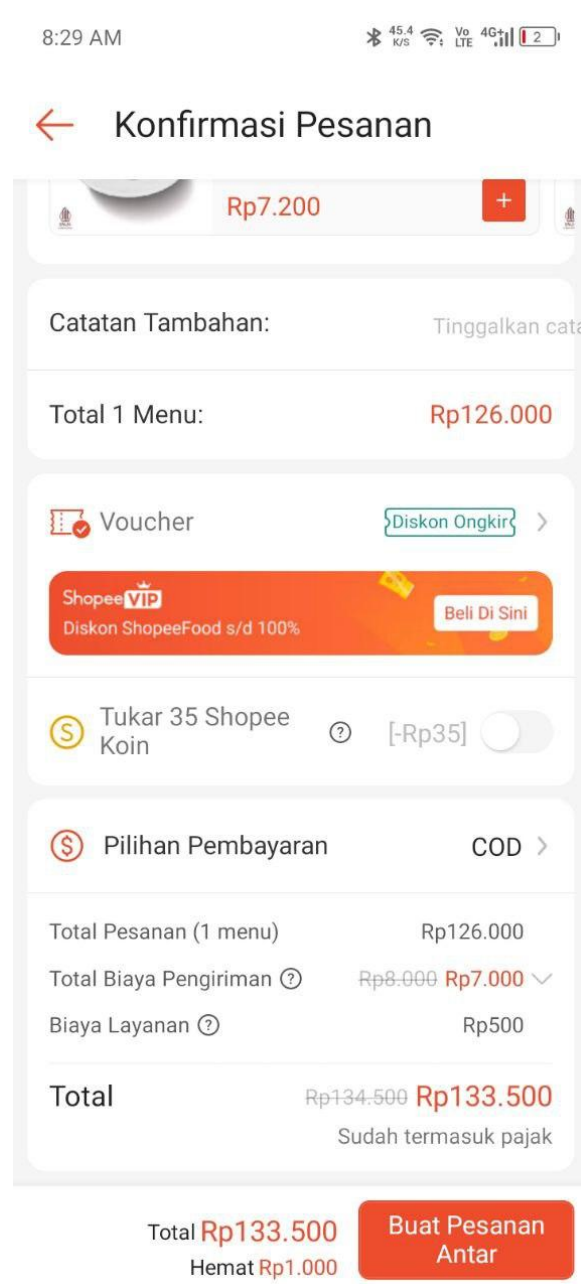 8:29 AM
45.4 K/S Vo LTE 4G+ 2
Konfirmasi Pesanan
Rp7.200 +
Catatan Tambahan: Tinggalkan cata
Total 1 Menu: Rp126.000
Voucher Diskon Ongkir
Shopee VIP
Diskon ShopeeFood s/d 100%
Beli Di Sini
Tukar 35 Shopee
Koin
[-Rp35]
Pilihan Pembayaran COD
Total Pesanan (1 menu) Rp126.000
Total Biaya Pengiriman Rp8.000 Rp7.000
Biaya Layanan Rp500
Total Rp134.500 Rp133.500
Sudah termasuk pajak
Total Rp133.500
Hemat Rp1.000
Buat Pesanan
Antar